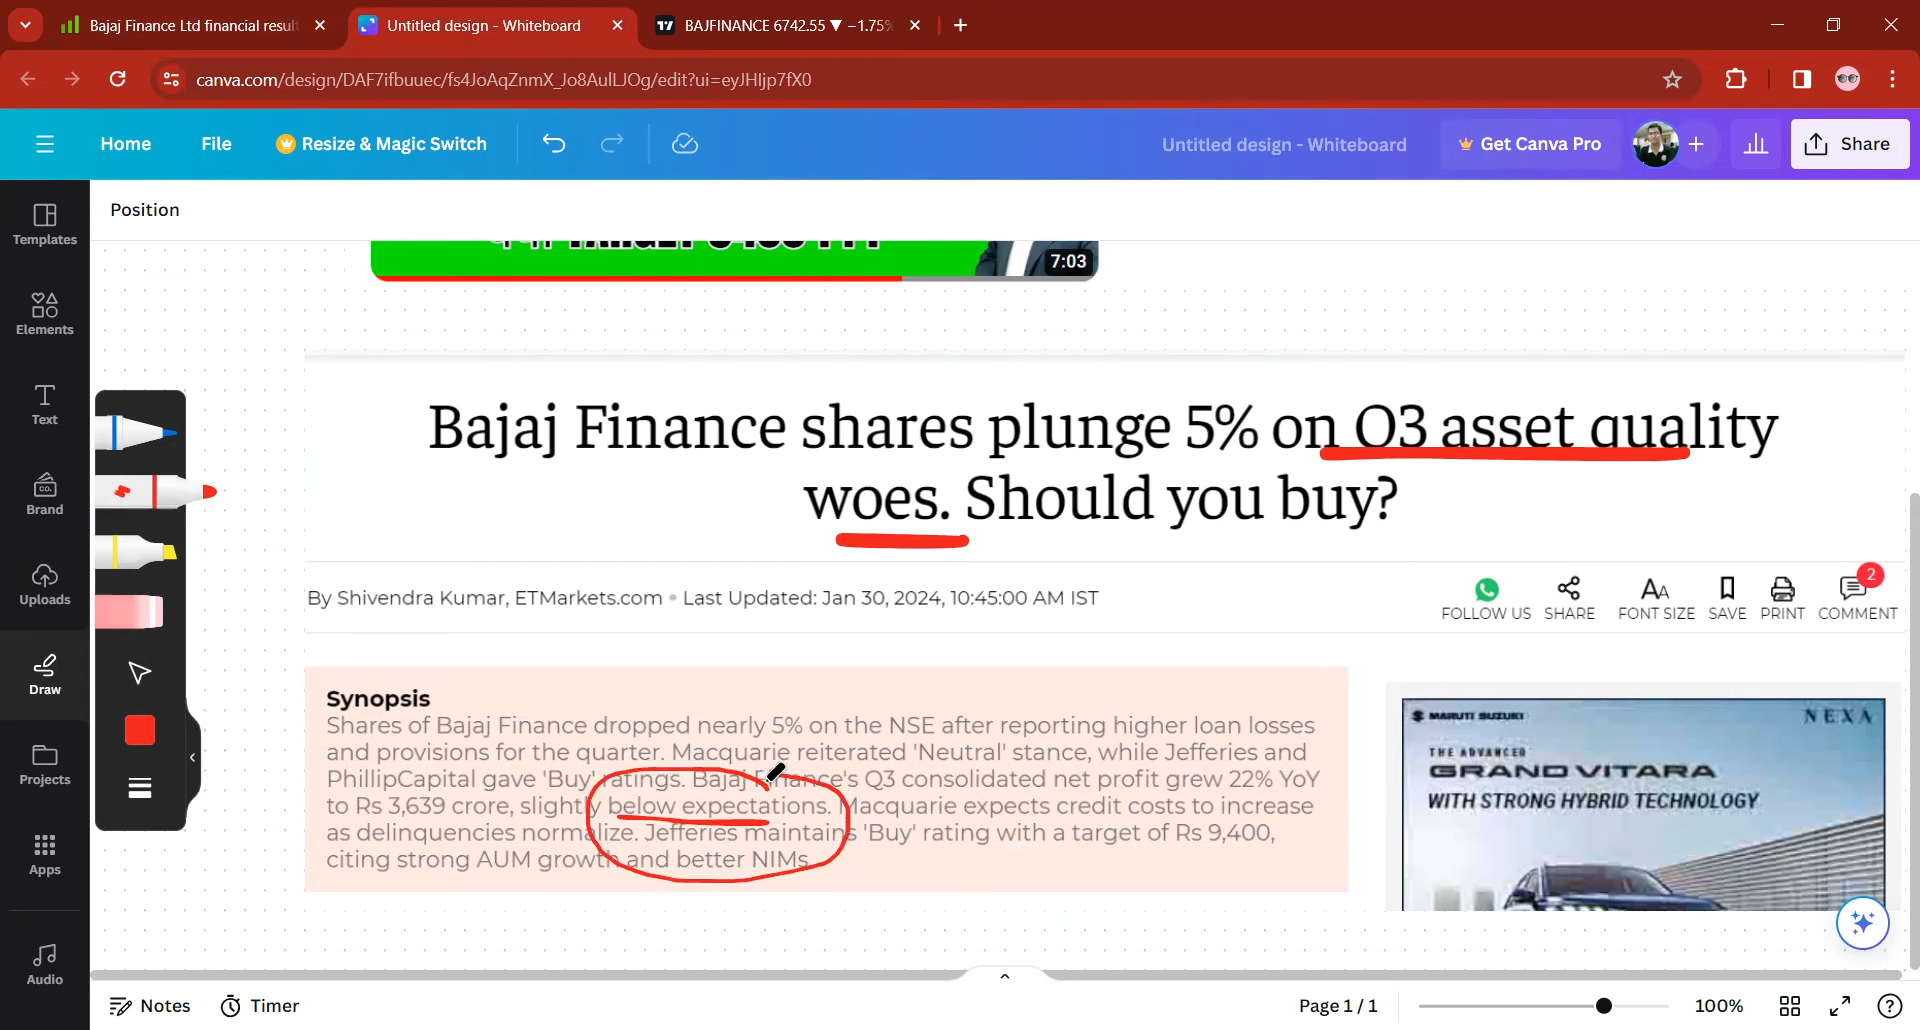 Bajaj Finance Ltd financial result
Untitled design - Whiteboard
BAJFINANCE 6742.55 ▼ −1.75%
canva.com/design/DAF7ifbuuec/fs4JoAqZnmX_Jo8AulLJOg/edit?ui=eyJHIjp7fX0
Home
File
Resize & Magic Switch
Untitled design - Whiteboard
Get Canva Pro
Share
Position
Templates
Elements
Text
CO.
Brand
Uploads
Draw
Projects
Apps
Audio
7:03
Bajaj Finance shares plunge 5% on Q3 asset quality
woes. Should you buy?
By Shivendra Kumar, ETMarkets.com • Last Updated: Jan 30, 2024, 10:45:00 AM IST
FOLLOW US
SHARE
FONT SIZE
SAVE
PRINT
2
COMMENT
Synopsis
Shares of Bajaj Finance dropped nearly 5% on the NSE after reporting higher loan losses
and provisions for the quarter. Macquarie reiterated 'Neutral' stance, while Jefferies and
PhillipCapital gave 'Buy' ratings. Bajaj Finance's Q3 consolidated net profit grew 22% YoY
to Rs 3,639 crore, slightly below expectations. Macquarie expects credit costs to increase
as delinquencies normalize. Jefferies maintains 'Buy' rating with a target of Rs 9,400,
citing strong AUM growth and better NIMs.
MARUTI SUZUKI
NEXA
THE ADVANCED
GRAND VITARA
WITH STRONG HYBRID TECHNOLOGY
Notes
Timer
Page 1 / 1
100%